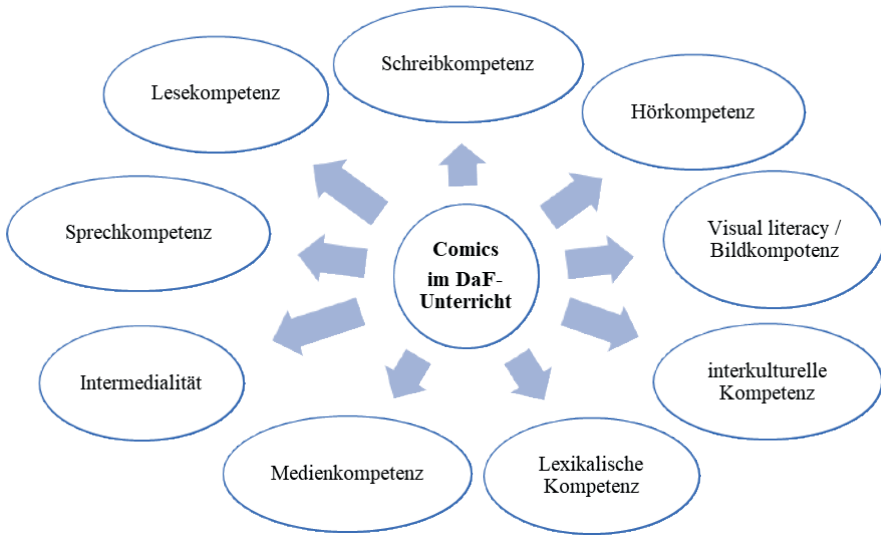 Schreibkompetenz
Lesekompetenz
Hörkompetenz
Sprechkompetenz
Visual literacy /
Bildkompotenz
Comics
im DaF-
Unterricht
Intermedialität
interkulturelle
Kompetenz
Medienkompetenz
Lexikalische
Kompetenz